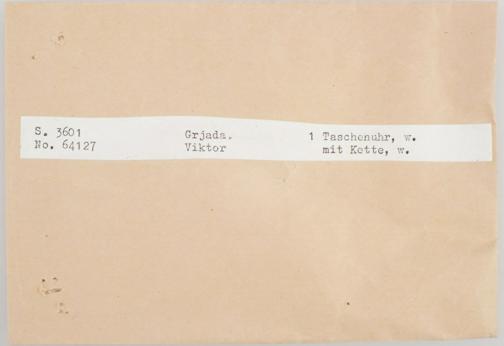 S. 3601 Grjada. 1 Taschenuhr, w.
No. 64127 Viktor mit Kette, w.